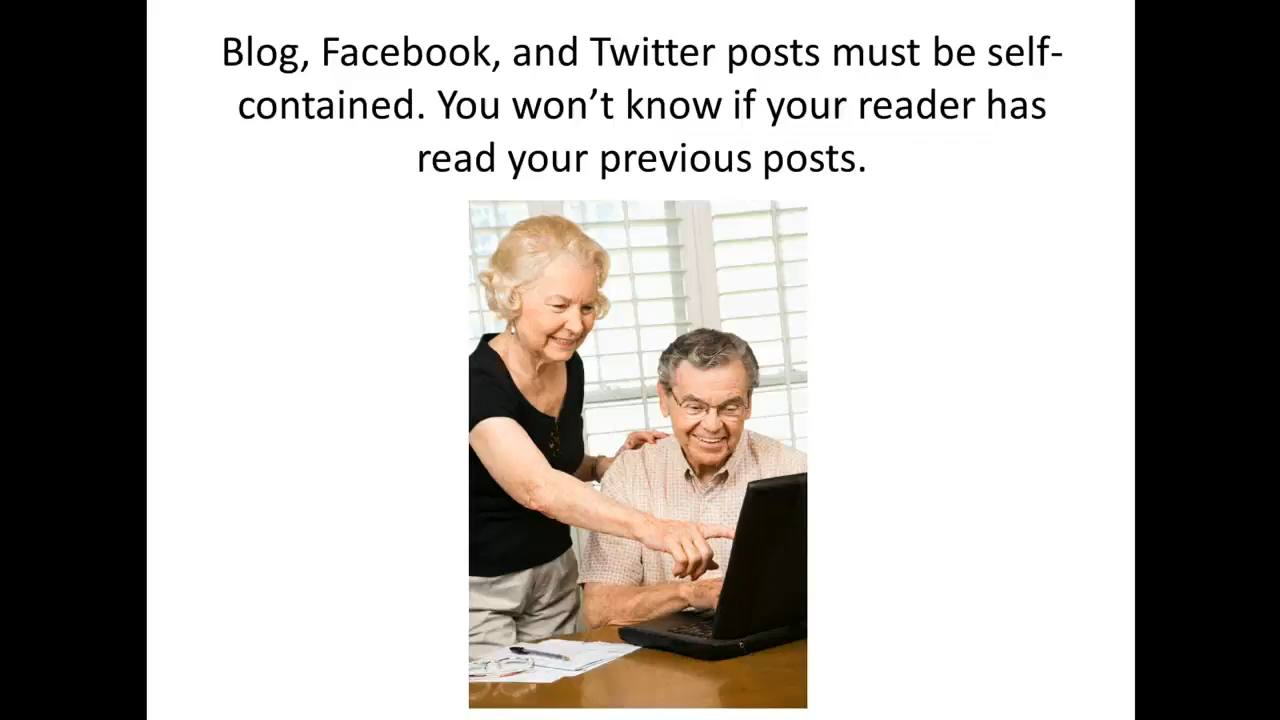 Blog, Facebook, and Twitter posts must be self-
contained. You won’t know if your reader has
read your previous posts.